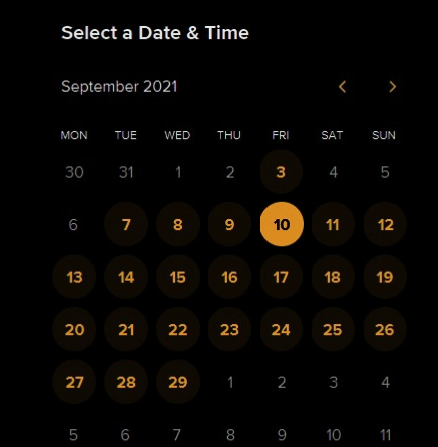 Select a Date & Time
September 2021 < >
MON TUE WED THU FRI SAT SUN
30 31 1 2 3 4 5
6 7 8 9 10 11 12
13 14 15 16 17 18 19
20 21 22 23 24 25 26
27 28 29 1 2 3 4
5 6 7 8 9 10 11